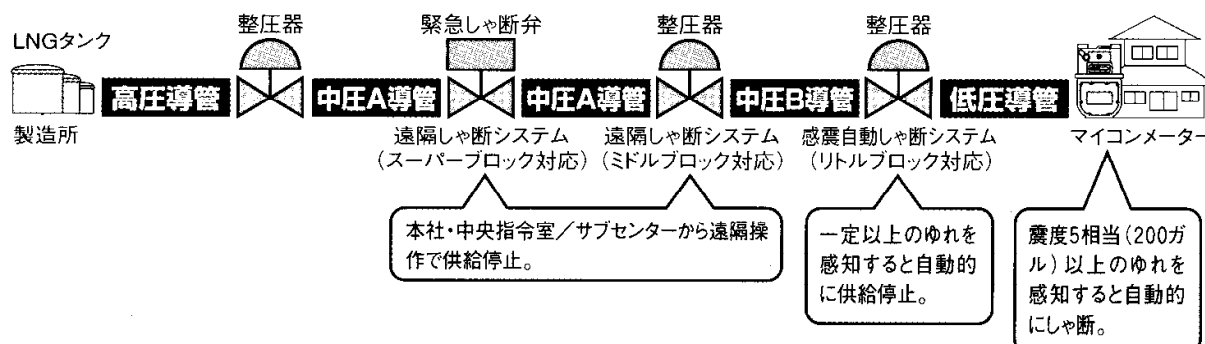 整圧器
緊急しゃ断弁
整圧器
整圧器
LNGタンク
高圧導管
中圧A導管
中圧A導管
中圧B導管
低圧導管
製造所
遠隔しゃ断システム
(スーパーブロック対応)
遠隔しゃ断システム
(ミドルブロック対応)
感震自動しゃ断システム
(リトルブロック対応)
マイコンメーター
本社・中央指令室/サブセンターから遠隔操
作で供給停止。
一定以上のゆれを
感知すると自動的
に供給停止。
震度5相当(200ガ
ル)以上のゆれを
感知すると自動的
にしゃ断。